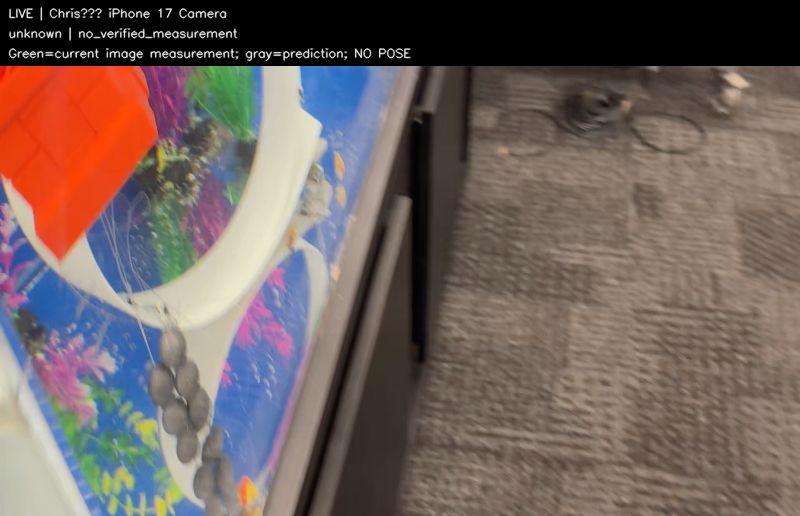 LIVE | Chris??? iPhone 17 Camera
unknown | no_verified_measurement
Green=current image measurement; gray=prediction; NO POSE